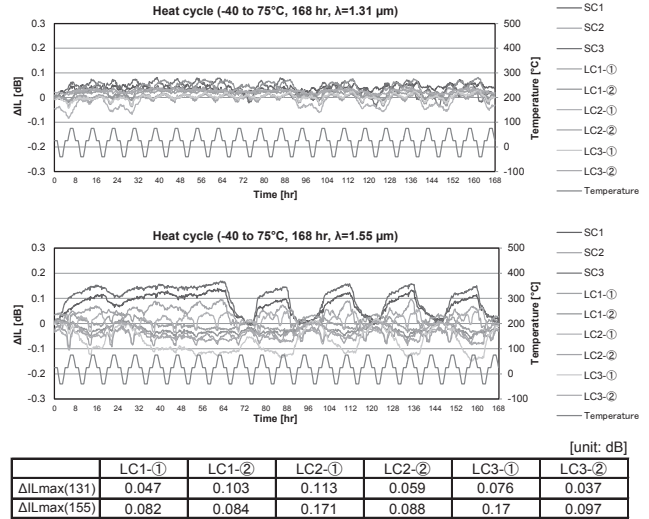 Heat cycle (-40 to 75°C, 168 hr, λ=1.31 µm)
0.3
0.2
0.1
0
-0.1
-0.2
-0.3
ΔIL [dB]
500
400
300
200
100
0
-100
Temperature [°C]
0 8 16 24 32 40 48 56 64 72 80 88 96 104 112 120 128 136 144 152 160 168
Time [hr]
SC1
SC2
SC3
LC1-①
LC1-②
LC2-①
LC2-②
LC3-①
LC3-②
Temperature
Heat cycle (-40 to 75°C, 168 hr, λ=1.55 µm)
0.3
0.2
0.1
0
-0.1
-0.2
-0.3
ΔIL [dB]
500
400
300
200
100
0
-100
Temperature [°C]
0 8 16 24 32 40 48 56 64 72 80 88 96 104 112 120 128 136 144 152 160 168
Time [hr]
SC1
SC2
SC3
LC1-①
LC1-②
LC2-①
LC2-②
LC3-①
LC3-②
Temperature
[unit: dB]
LC1-① LC1-② LC2-① LC2-② LC3-① LC3-②
ΔILmax(131) 0.047 0.103 0.113 0.059 0.076 0.037
ΔILmax(155) 0.082 0.084 0.171 0.088 0.17 0.097